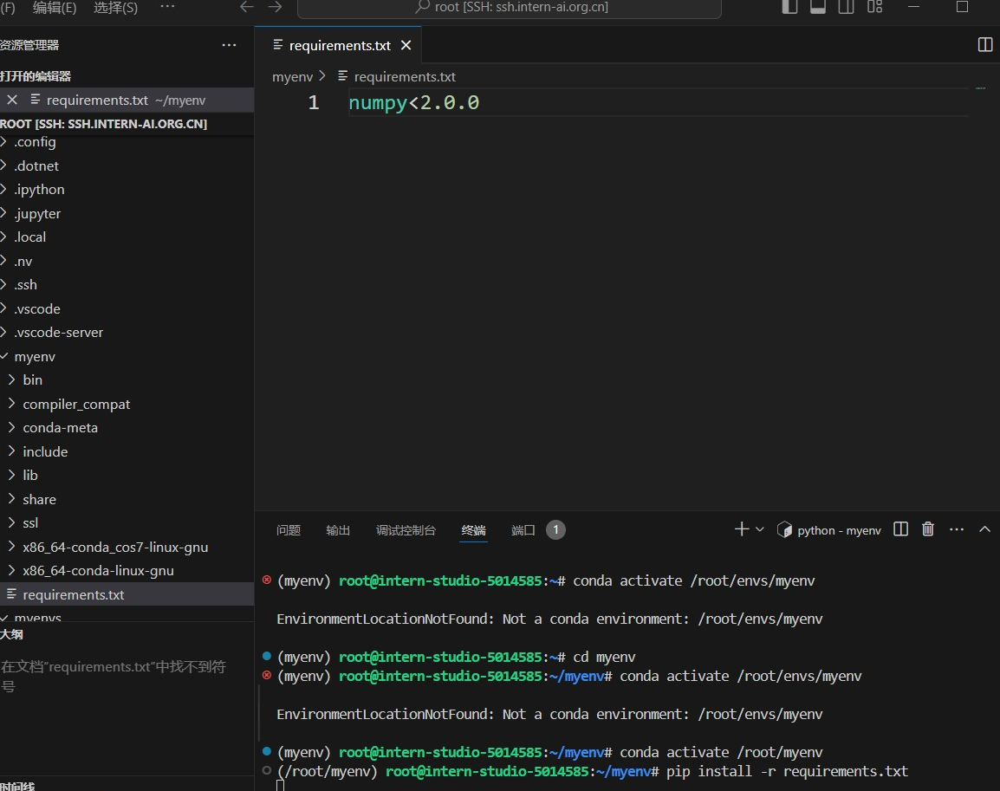 (F) 编辑(E) 选择(S) ···
root [SSH: ssh.intern-ai.org.cn]
资源管理器
打开的编辑器
requirements.txt ~/myenv
ROOT [SSH: SSH.INTERN-AI.ORG.CN]
.config
.dotnet
.ipython
.jupyter
.local
.nv
.ssh
.vscode
.vscode-server
myenv
bin
compiler_compat
conda-meta
include
lib
share
ssl
x86_64-conda_cos7-linux-gnu
x86_64-conda-linux-gnu
requirements.txt
myenvs
大纲
在文档“requirements.txt”中找不到符
号
时间线
requirements.txt
myenv > requirements.txt
1 numpy<2.0.0
问题 输出 调试控制台 终端 端口 1
python - myenv
(myenv) root@intern-studio-5014585:~# conda activate /root/envs/myenv
EnvironmentLocationNotFound: Not a conda environment: /root/envs/myenv
(myenv) root@intern-studio-5014585:~# cd myenv
(myenv) root@intern-studio-5014585:~/myenv# conda activate /root/envs/myenv
EnvironmentLocationNotFound: Not a conda environment: /root/envs/myenv
(myenv) root@intern-studio-5014585:~/myenv# conda activate /root/myenv
(/root/myenv) root@intern-studio-5014585:~/myenv# pip install -r requirements.txt